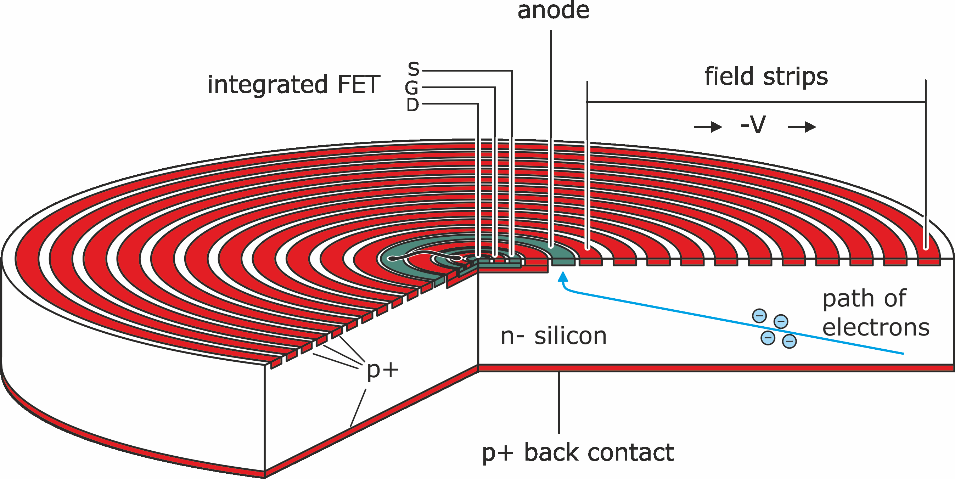 anode
integrated FET
S
G
D
field strips
-V
path of
electrons
n- silicon
p+
p+ back contact